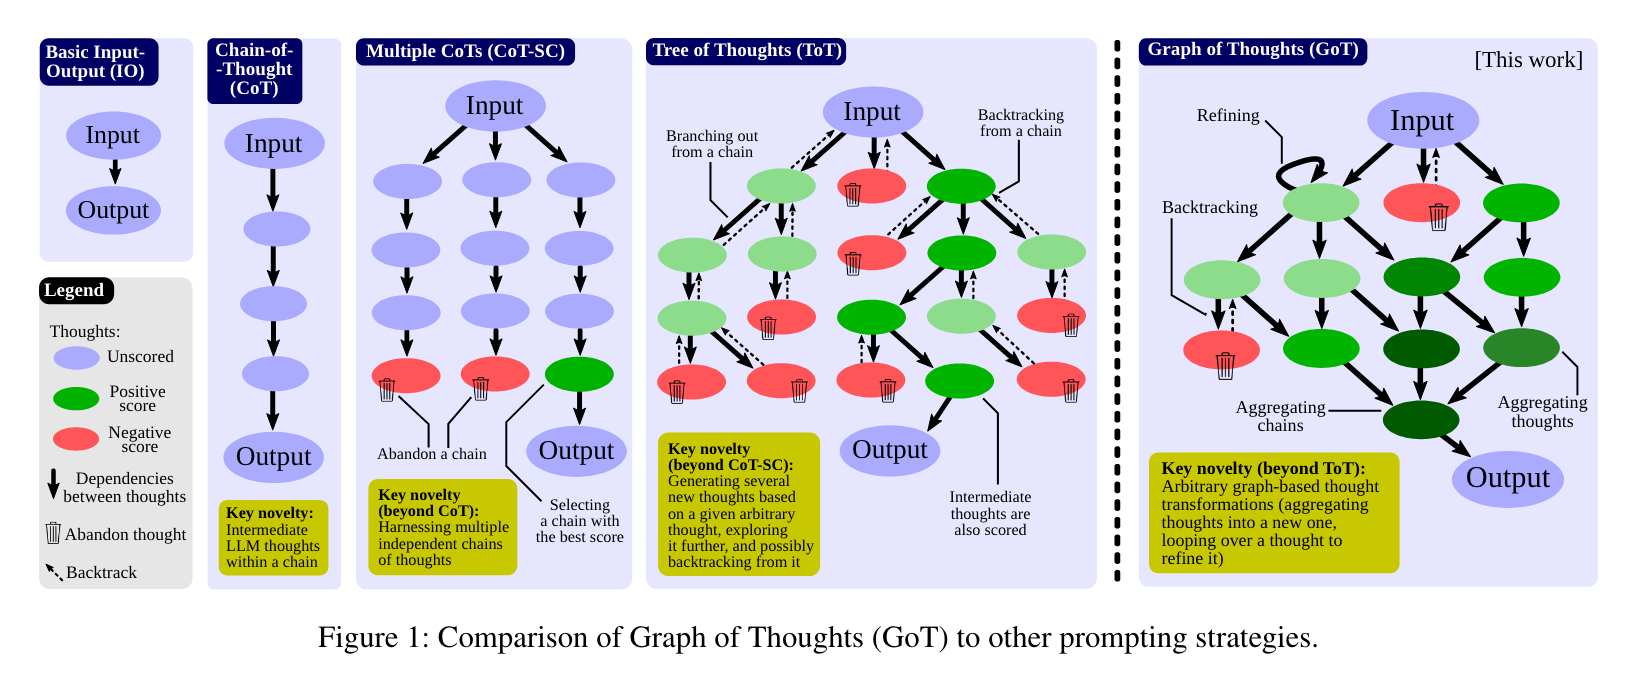 Basic Input-
Output (IO)
Input
Output
Legend
Thoughts:
Unscored
Positive
score
Negative
score
Dependencies
between thoughts
Abandon thought
Backtrack
Chain-of-
-Thought
(CoT)
Input
Output
Key novelty:
Intermediate
LLM thoughts
within a chain
Multiple CoTs (CoT-SC)
Input
Abandon a chain
Output
Key novelty
(beyond CoT):
Harnessing multiple
independent chains
of thoughts
Selecting
a chain with
the best score
Tree of Thoughts (ToT)
Input
Branching out
from a chain
Backtracking
from a chain
Output
Key novelty
(beyond CoT-SC):
Generating several
new thoughts based
on a given arbitrary
thought, exploring
it further, and possibly
backtracking from it
Intermediate
thoughts are
also scored
Graph of Thoughts (GoT)
[This work]
Refining
Input
Backtracking
Aggregating
chains
Aggregating
thoughts
Key novelty (beyond ToT):
Arbitrary graph-based thought
transformations (aggregating
thoughts into a new one,
looping over a thought to
refine it)
Output
Figure 1: Comparison of Graph of Thoughts (GoT) to other prompting strategies.